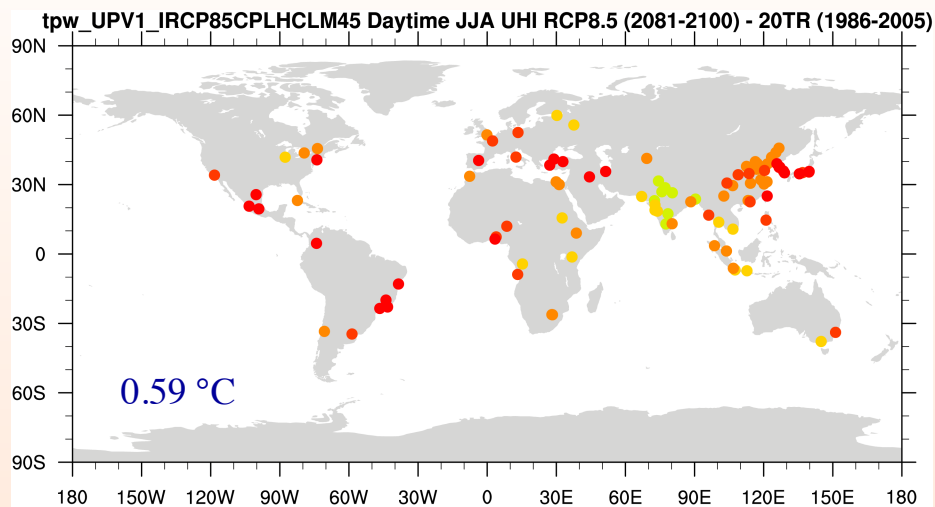 tpw_UPV1_IRCP85CPLHCLM45 Daytime JJA UHI RCP8.5 (2081-2100) - 20TR (1986-2005)
90N
60N
30N
0
30S
60S
90S
0.59 °C
180 150W 120W 90W 60W 30W 0 30E 60E 90E 120E 150E 180